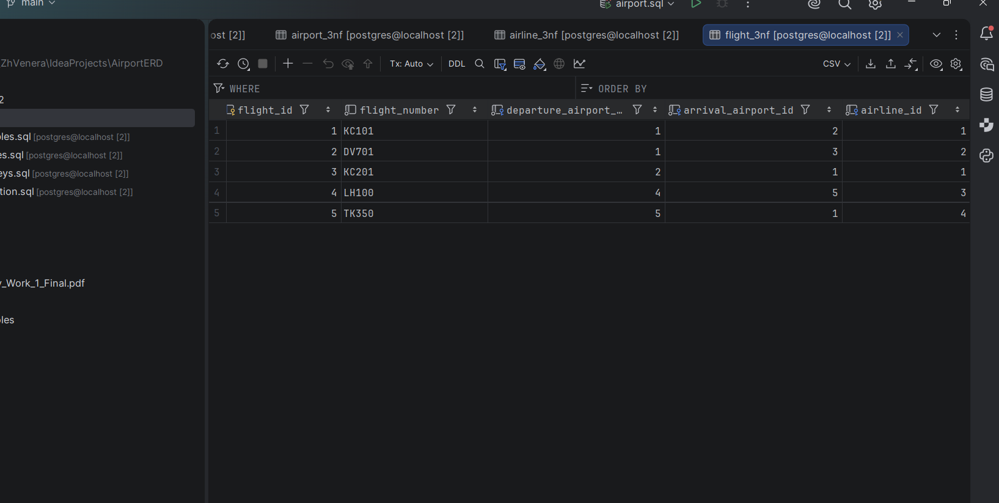 main
airport.sql
ost [2]]
airport_3nf [postgres@localhost [2]]
airline_3nf [postgres@localhost [2]]
flight_3nf [postgres@localhost [2]]
ZhVenera\IdeaProjects\AirportERD
Tx: Auto
DDL
CSV
WHERE
ORDER BY
2
flight_id flight_number departure_airport_… arrival_airport_id airline_id
1 1 KC101 1 2 1
2 2 DV701 1 3 2
3 3 KC201 2 1 1
4 4 LH100 4 5 3
5 5 TK350 5 1 4
les.sql [postgres@localhost [2]]
es.sql [postgres@localhost [2]]
eys.sql [postgres@localhost [2]]
tion.sql [postgres@localhost [2]]
_Work_1_Final.pdf
les